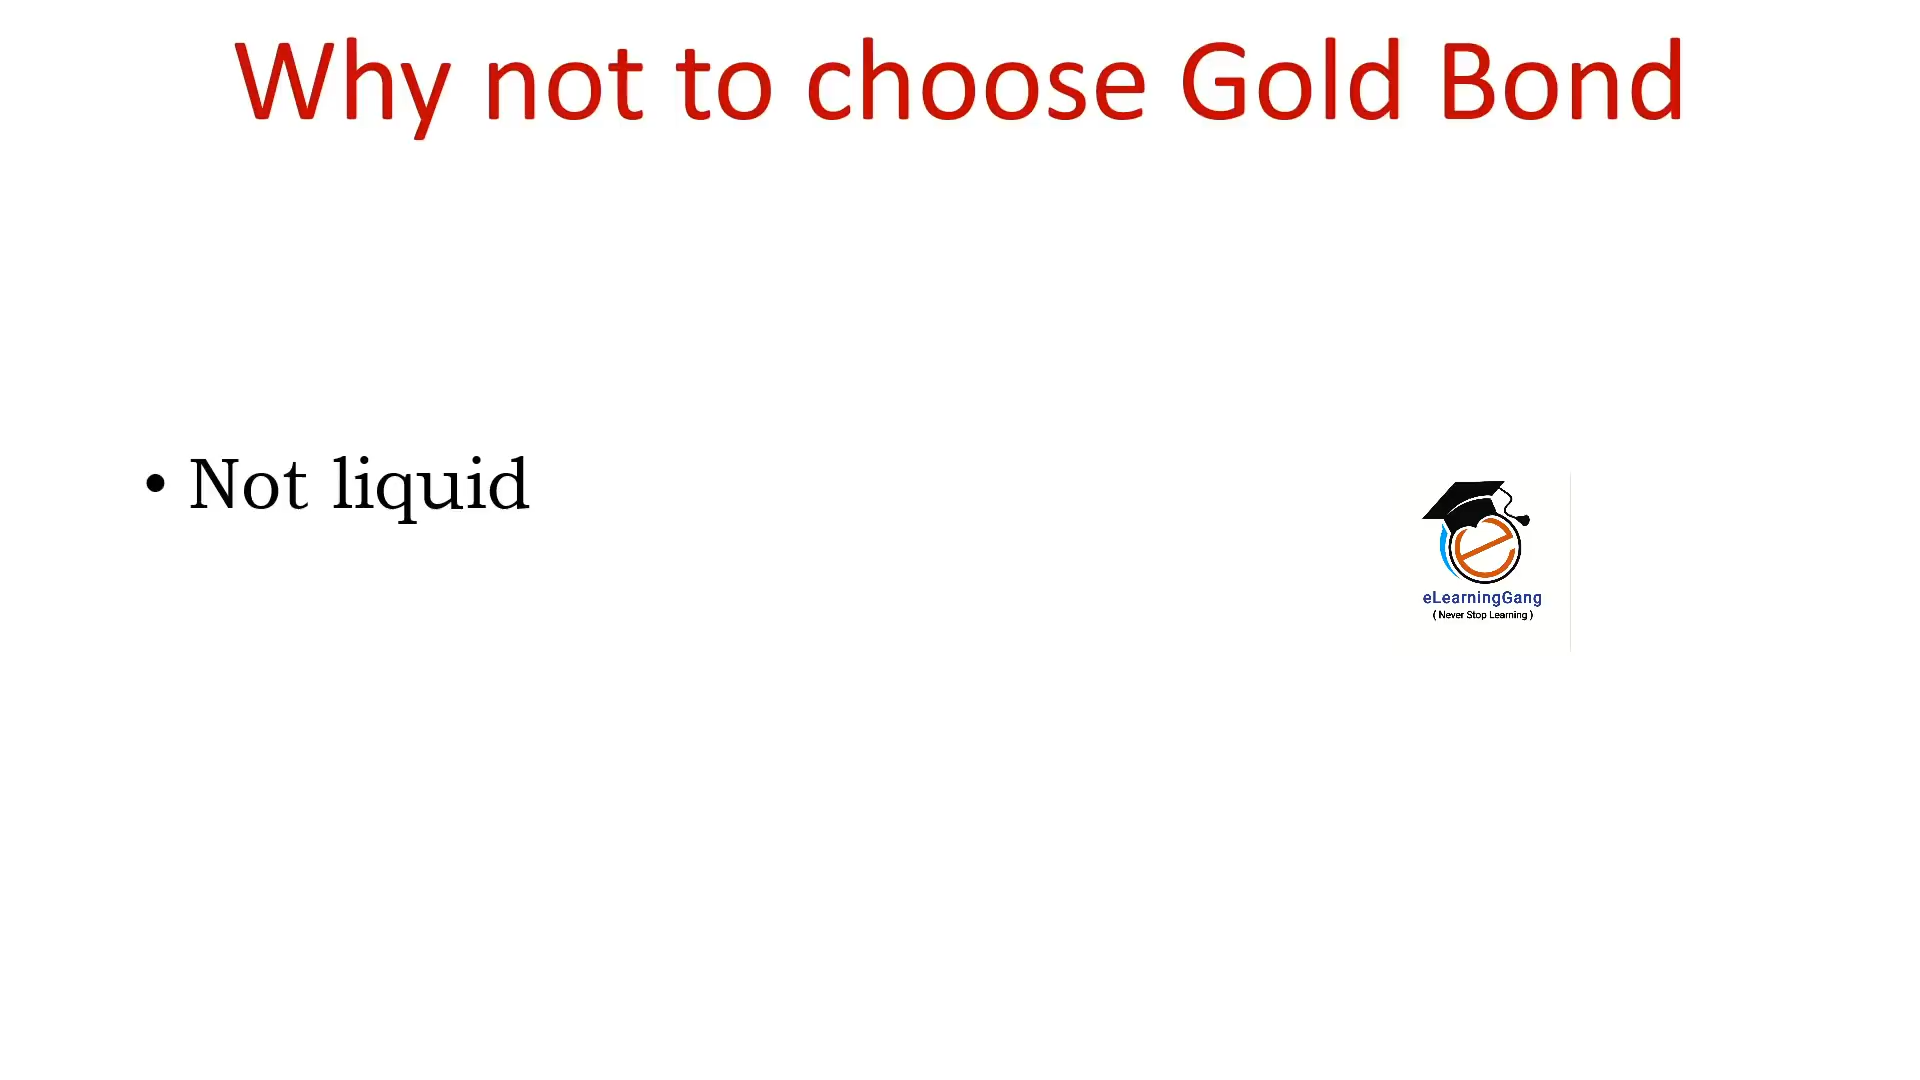 Why not to choose Gold Bond
• Not liquid
eLearningGang
( Never Stop Learning )